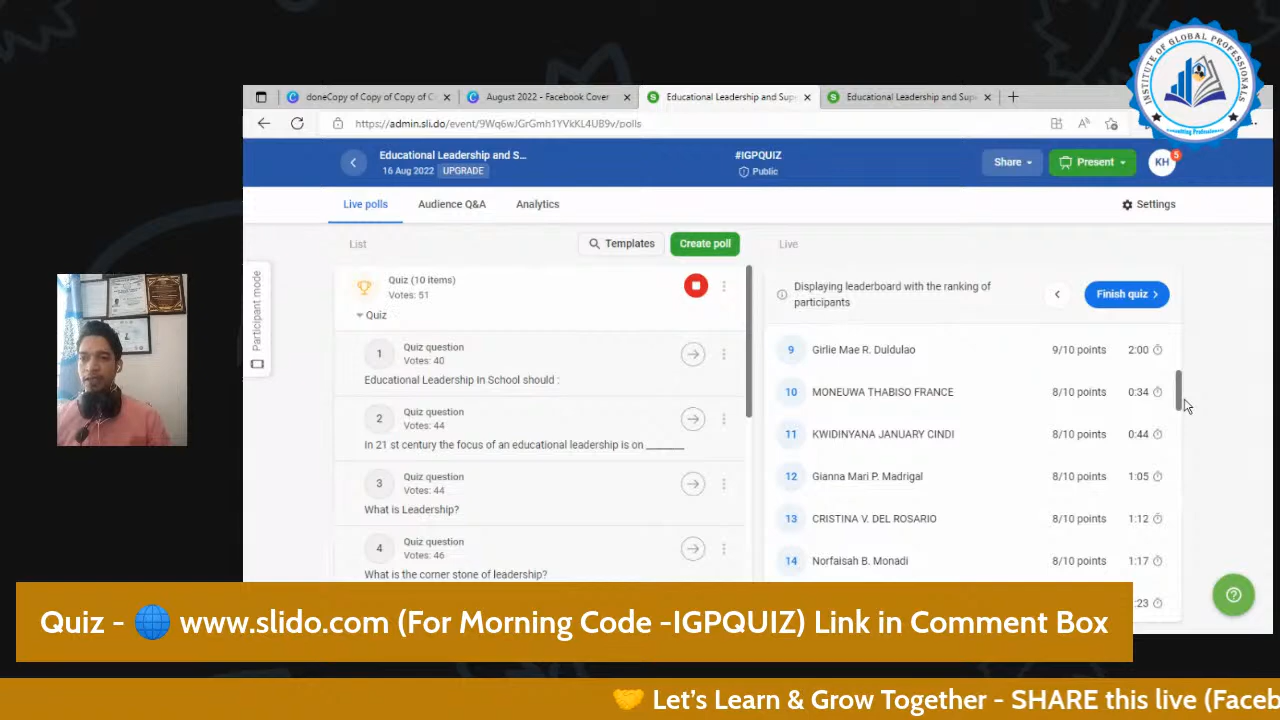 INSTITUTE OF GLOBAL PROFESSIONALS
doneCopy of Copy of Copy of C
August 2022 - Facebook Cover
Educational Leadership and Sup
Educational Leadership and Sup
https://admin.sli.do/event/9Wq6wJGrGmh1YVkKL4UB9v/polls
Educational Leadership and S...
16 Aug 2022 UPGRADE
#IGPQUIZ
Public
Share
Present
KH
5
Live polls
Audience Q&A
Analytics
Settings
Participant mode
List
Templates
Create poll
Quiz (10 items)
Votes: 51
Quiz
1
Quiz question
Votes: 40
Educational Leadership In School should :
2
Quiz question
Votes: 44
In 21 st century the focus of an educational leadership is on ________
3
Quiz question
Votes: 44
What is Leadership?
4
Quiz question
Votes: 46
What is the corner stone of leadership?
Live
Displaying leaderboard with the ranking of
participants
Finish quiz
9 Girlie Mae R. Duldulao 9/10 points 2:00
10 MONEUWA THABISO FRANCE 8/10 points 0:34
11 KWIDINYANA JANUARY CINDI 8/10 points 0:44
12 Gianna Mari P. Madrigal 8/10 points 1:05
13 CRISTINA V. DEL ROSARIO 8/10 points 1:12
14 Norfaisah B. Monadi 8/10 points 1:17
:23
Quiz - www.slido.com (For Morning Code -IGPQUIZ) Link in Comment Box
Let's Learn & Grow Together - SHARE this live (Faceb